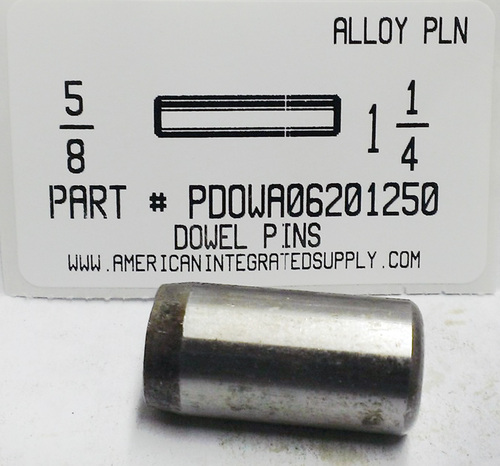 ALLOY PLN
5/8 1 1/4
PART # PDOWA06201250
DOWEL PINS
WWW.AMERICANINTEGRATEDSUPPLY.COM